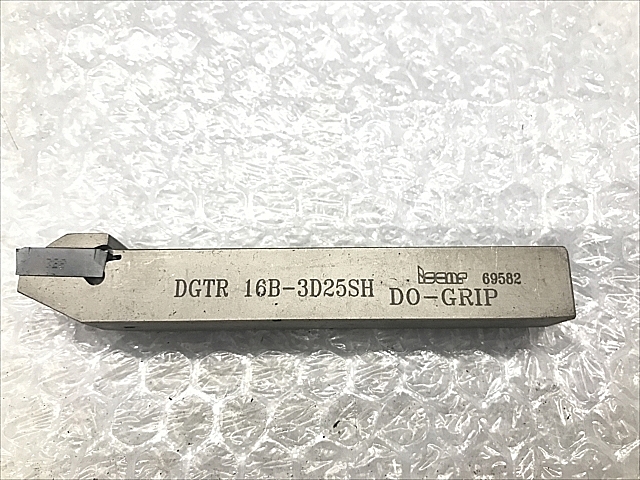 DGTR 16B-3D25SH
iscar 69582
DO-GRIP